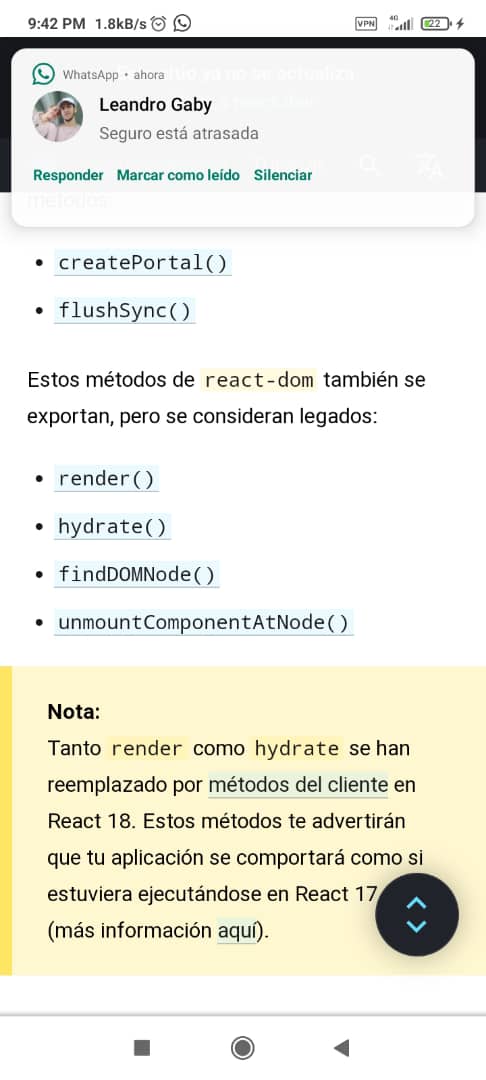 9:42 PM 1.8kB/s
VPN 4G 22
WhatsApp • ahora
Leandro Gaby
Seguro está atrasada
Responder Marcar como leído Silenciar
métodos:
• createPortal()
• flushSync()
Estos métodos de react-dom también se
exportan, pero se consideran legados:
• render()
• hydrate()
• findDOMNode()
• unmountComponentAtNode()
Nota:
Tanto render como hydrate se han
reemplazado por métodos del cliente en
React 18. Estos métodos te advertirán
que tu aplicación se comportará como si
estuviera ejecutándose en React 17
(más información aquí).